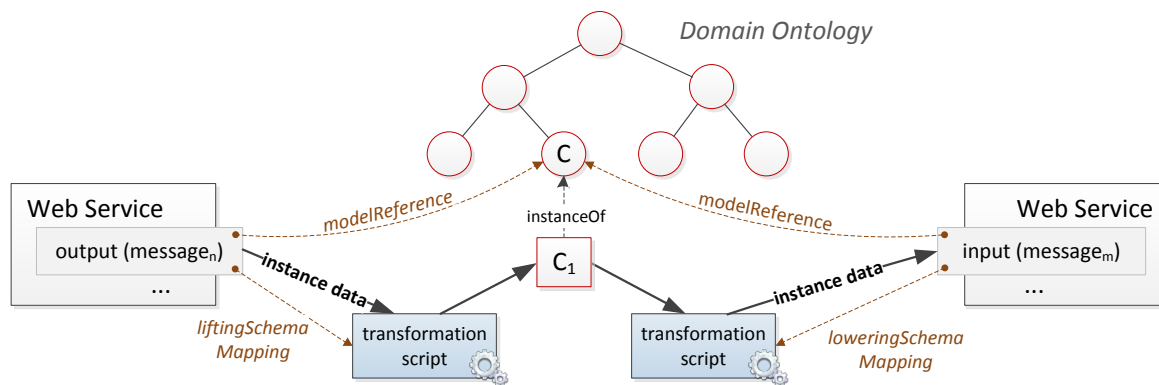 Domain Ontology
C
modelReference
modelReference
Web Service
output (messageₙ)
...
instanceOf
Web Service
input (messageₘ)
...
instance data
C₁
instance data
liftingSchema
Mapping
transformation
script
transformation
script
loweringSchema
Mapping